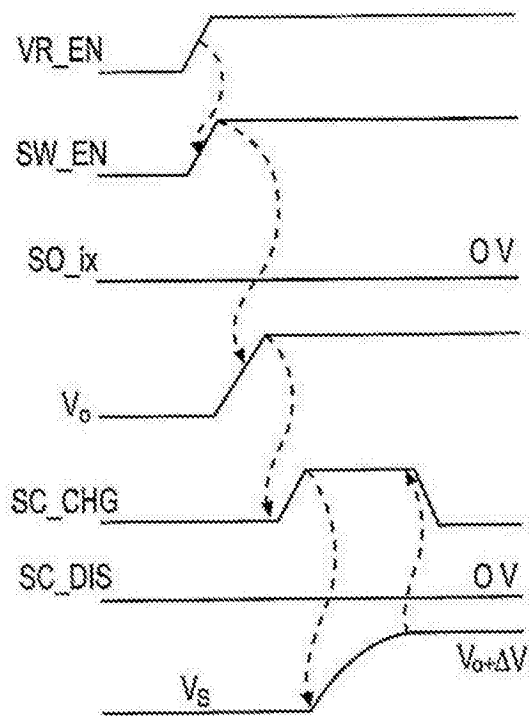 VR_EN
SW_EN
SO_ix
0 V
Vo
SC_CHG
SC_DIS
0 V
VS
Vo+ΔV